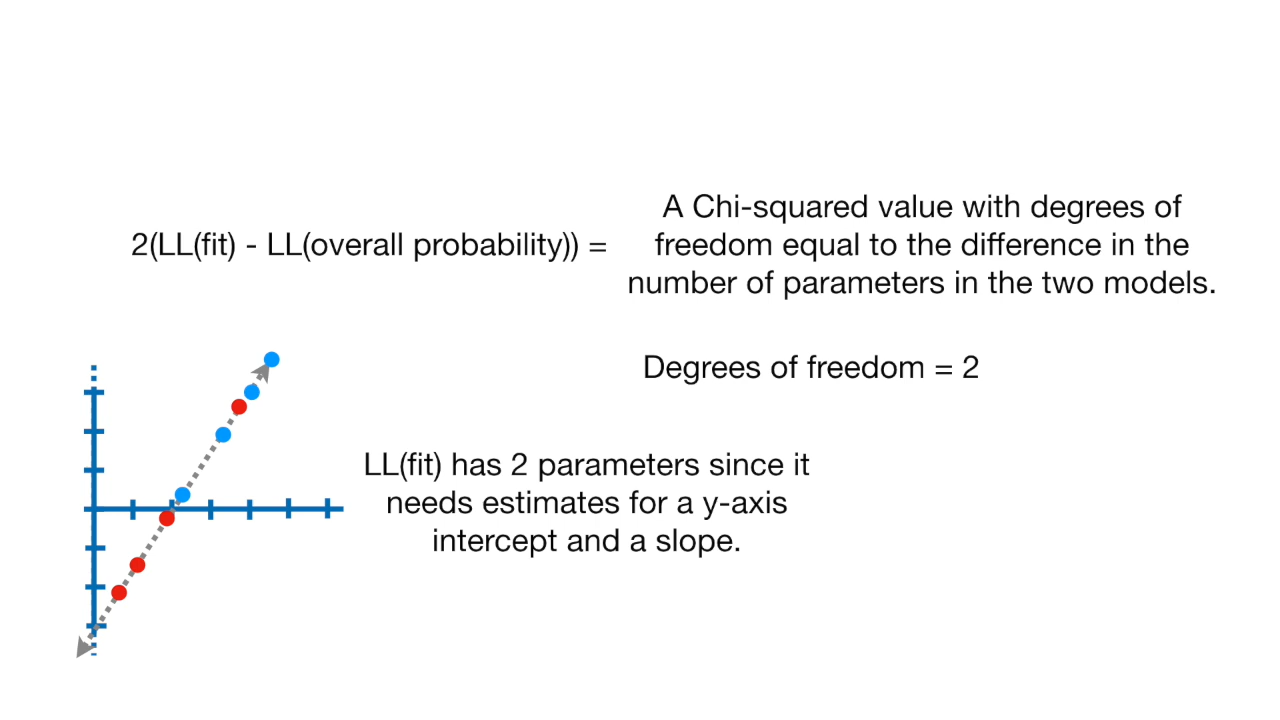 A Chi-squared value with degrees of
2(LL(fit) - LL(overall probability)) = freedom equal to the difference in the
number of parameters in the two models.
Degrees of freedom = 2
LL(fit) has 2 parameters since it
needs estimates for a y-axis
intercept and a slope.